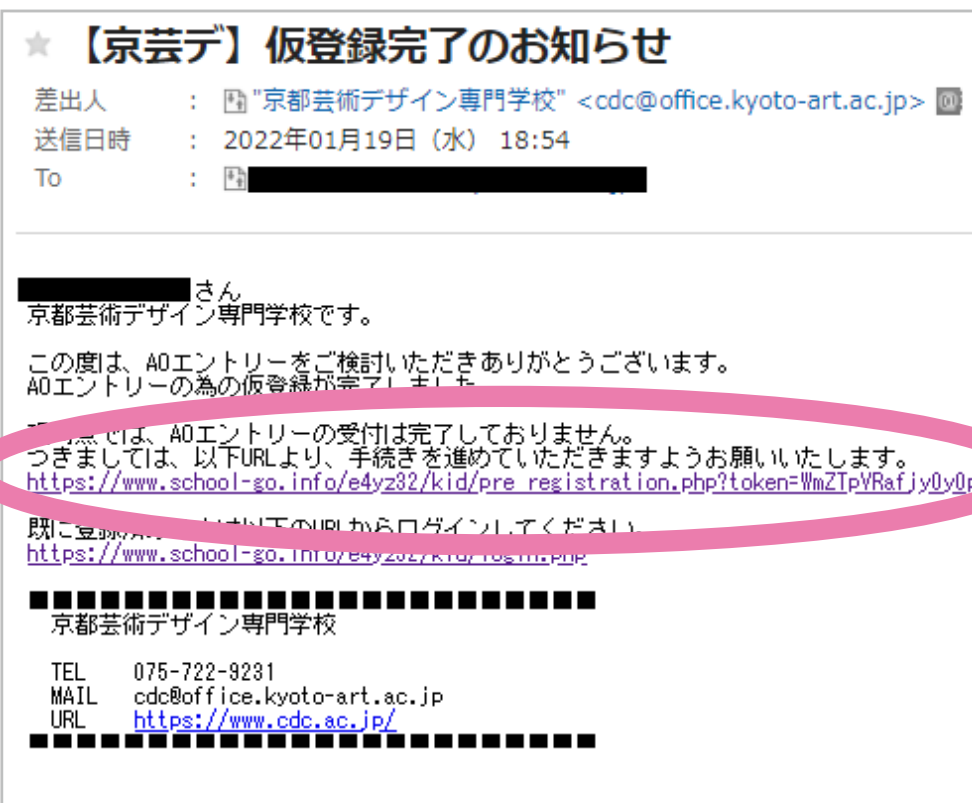 【京芸デ】仮登録完了のお知らせ
差出人 : "京都芸術デザイン専門学校" <cdc@office.kyoto-art.ac.jp>
送信日時 : 2022年01月19日（水） 18:54
To :
さん
京都芸術デザイン専門学校です。
この度は、AOエントリーをご検討いただきありがとうございます。
AOエントリーの為の仮登録が完了しました
では、AOエントリーの受付は完了しておりません。
つきましては、以下URLより、手続きを進めていただきますようお願いいたします。
https://www.school-go.info/e4yz32/kid/pre_registration.php?token=WmZTpVRafjy0y0p
既に登録 は以下のURLからログインしてください
https://www.school-go.info/e4yz32/kid/login.php
■■■■■■■■■■■■■■■■■■■■■■■■■
京都芸術デザイン専門学校
TEL 075-722-9231
MAIL cdc@office.kyoto-art.ac.jp
URL https://www.cdc.ac.jp/
■■■■■■■■■■■■■■■■■■■■■■■■■